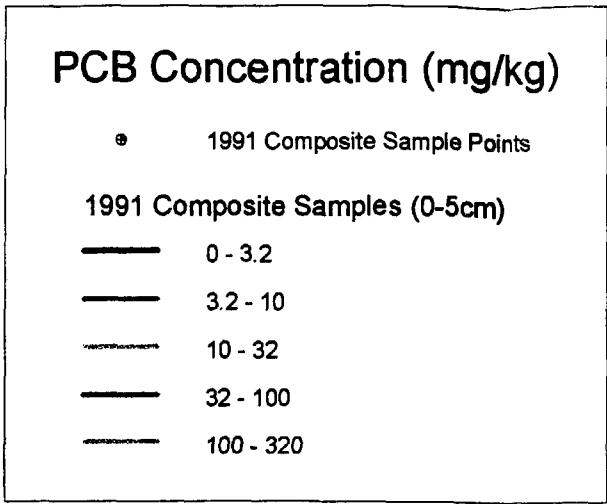 PCB Concentration (mg/kg)
1991 Composite Sample Points
1991 Composite Samples (0-5cm)
0 - 3.2
3.2 - 10
10 - 32
32 - 100
100 - 320